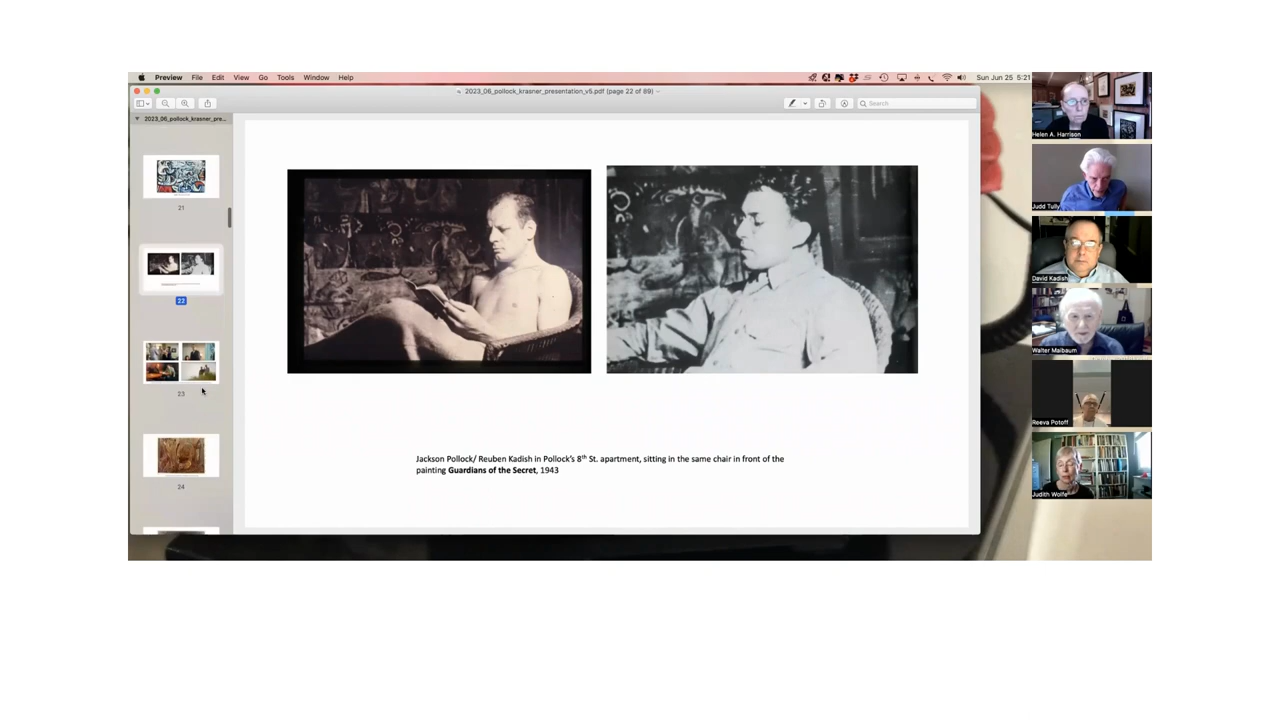 Preview File Edit View Go Tools Window Help
Sun Jun 25 5:21
2023_06_pollock_krasner_presentation_v5.pdf (page 22 of 89)
Search
2023_06_pollock_krasner_pre...
21
22
23
24
Jackson Pollock/ Reuben Kadish in Pollock's 8th St. apartment, sitting in the same chair in front of the
painting Guardians of the Secret, 1943
Helen A. Harrison
Judd Tully
David Kadish
Walter Maibaum
Reeva Potoff
Judith Wolfe